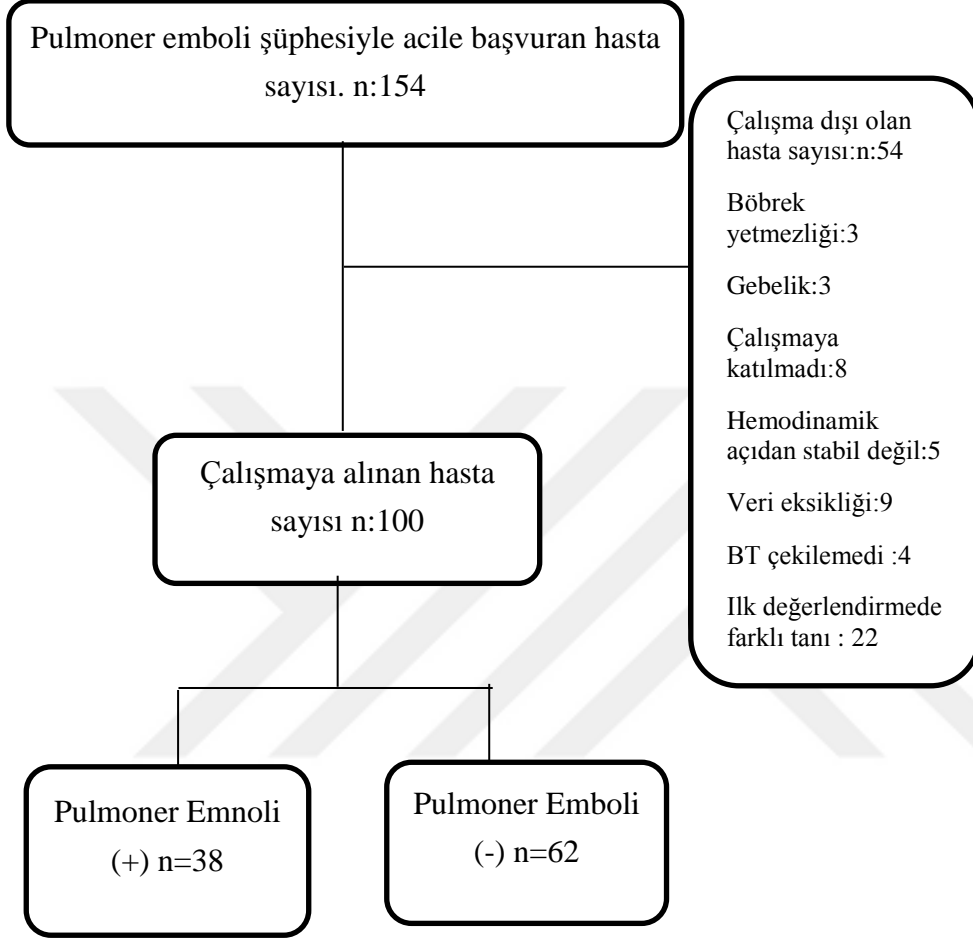 Pulmoner emboli şüphesiyle acile başvuran hasta
sayısı. n:154
Çalışma dışı olan
hasta sayısı:n:54
Böbrek
yetmezliği:3
Gebelik:3
Çalışmaya
katılmadı:8
Hemodinamik
açıdan stabil değil:5
Veri eksikliği:9
BT çekilemedi :4
Ilk değerlendirmede
farklı tanı : 22
Çalışmaya alınan hasta
sayısı n:100
Pulmoner Emnoli
(+) n=38
Pulmoner Emboli
(-) n=62